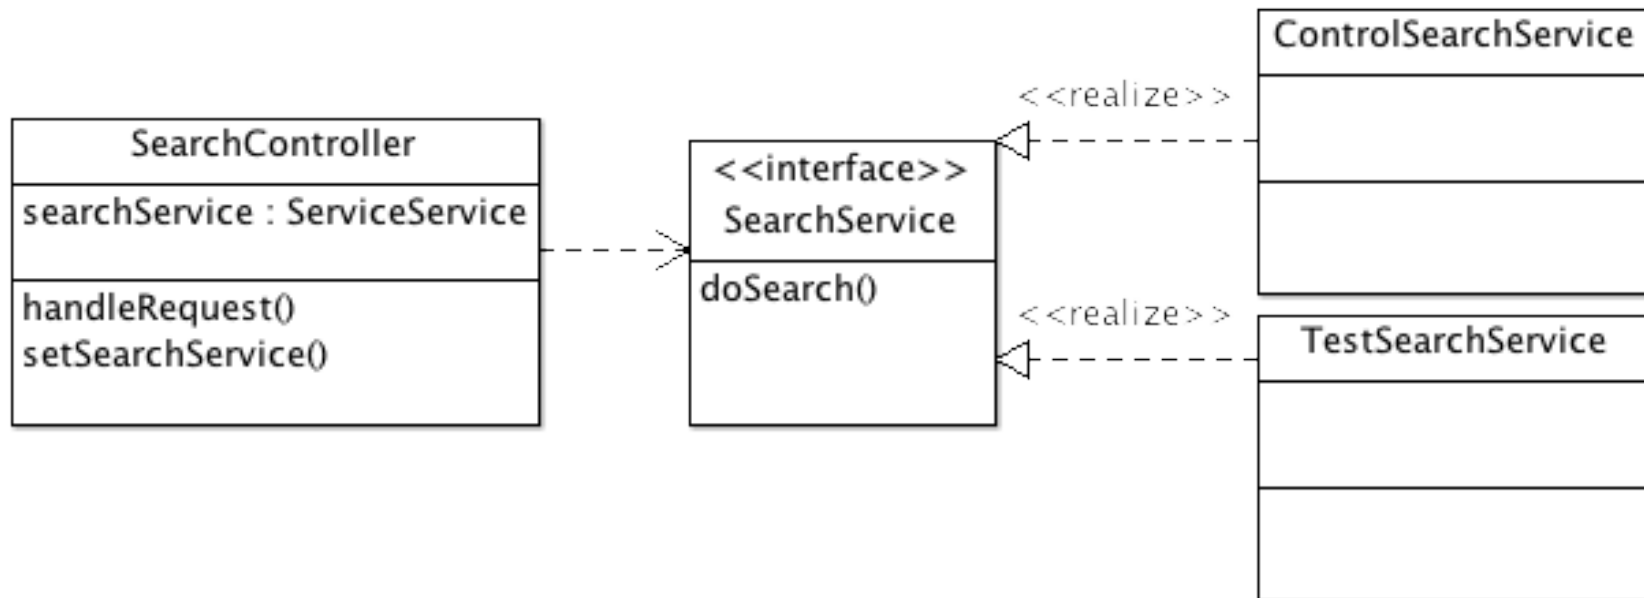 SearchController
searchService : ServiceService
handleRequest()
setSearchService()
<<interface>>
SearchService
doSearch()
<<realize>>
<<realize>>
ControlSearchService
TestSearchService